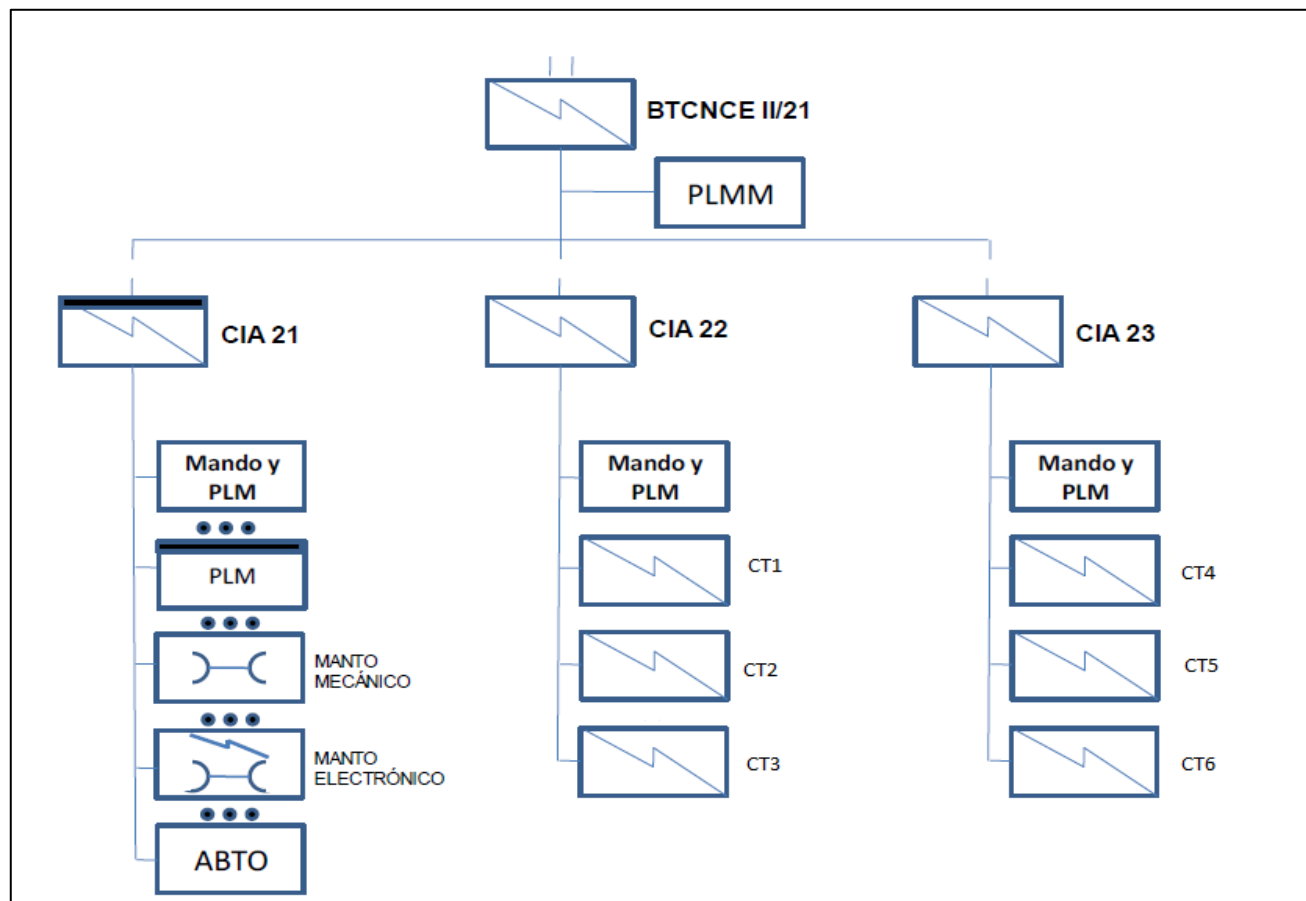 BTCNCE II/21
PLMM
CIA 21
CIA 22
CIA 23
Mando y
PLM
PLM
MANTO
MECÁNICO
MANTO
ELECTRÓNICO
ABTO
Mando y
PLM
CT1
CT2
CT3
Mando y
PLM
CT4
CT5
CT6